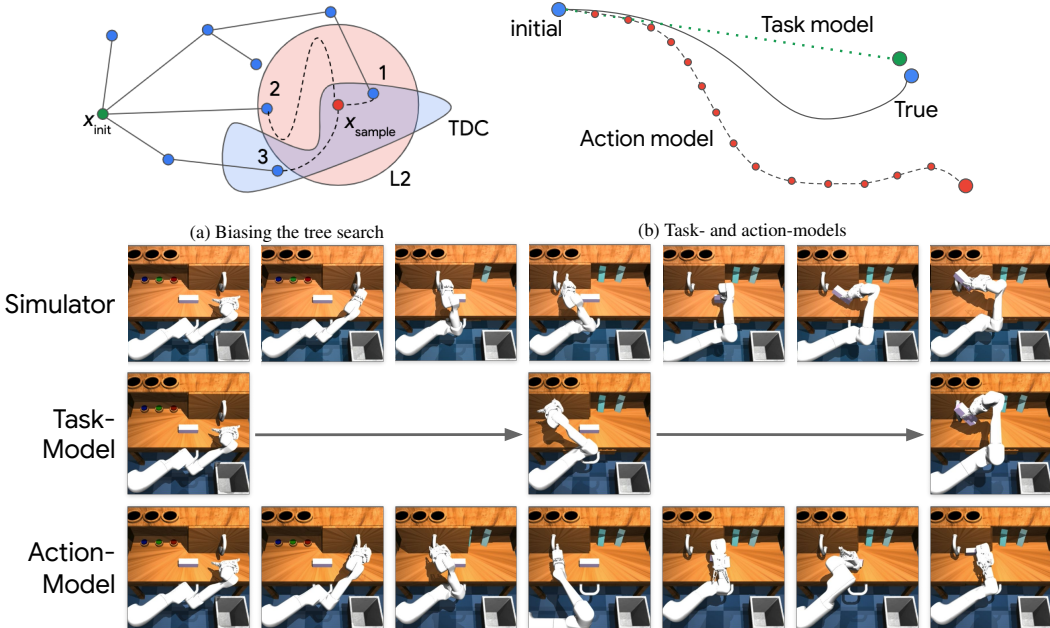 1
2
x_init
x_sample
TDC
3
L2
initial
Task model
True
Action model
(a) Biasing the tree search
(b) Task- and action-models
Simulator
Task-
Model
Action-
Model